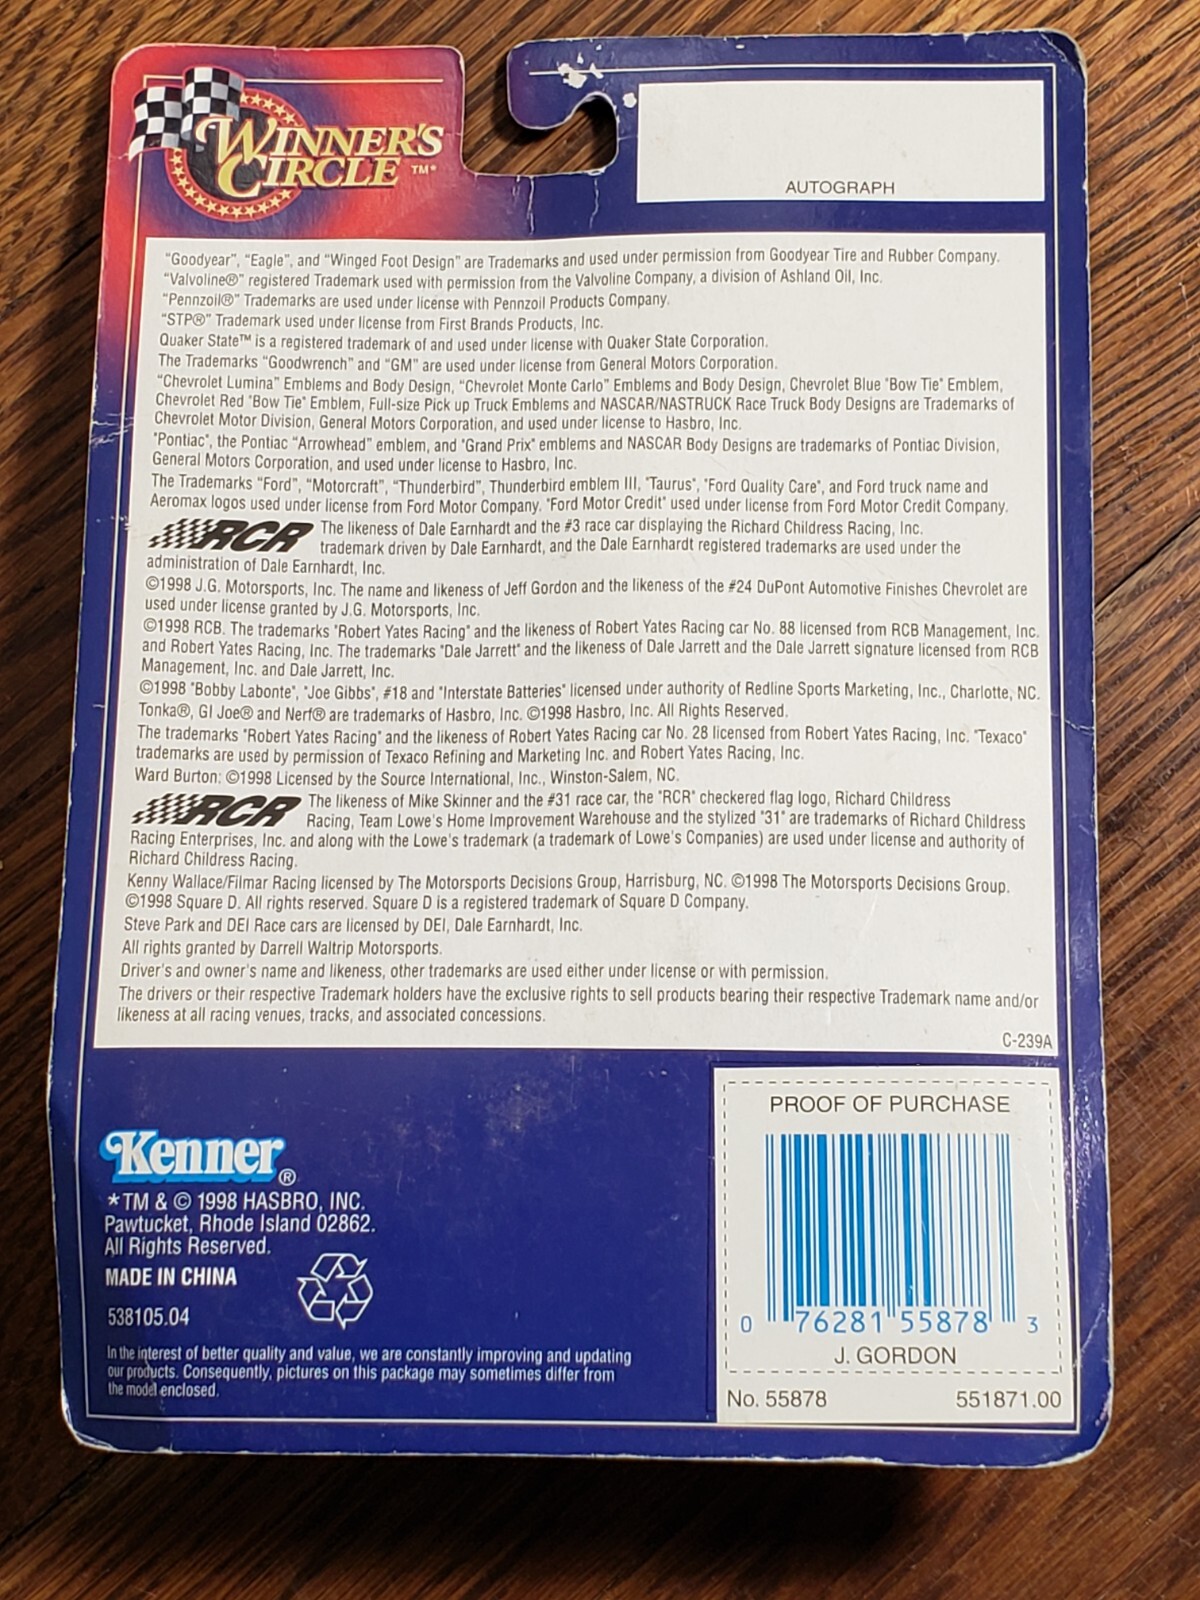 WINNER'S
CIRCLE ™*
AUTOGRAPH
"Goodyear", "Eagle", and "Winged Foot Design" are Trademarks and used under permission from Goodyear Tire and Rubber Company.
"Valvoline®" registered Trademark used with permission from the Valvoline Company, a division of Ashland Oil, Inc.
"Pennzoil®" Trademarks are used under license with Pennzoil Products Company.
"STP®" Trademark used under license from First Brands Products, Inc.
Quaker State™ is a registered trademark of and used under license with Quaker State Corporation.
The Trademarks "Goodwrench" and "GM" are used under license from General Motors Corporation.
"Chevrolet Lumina" Emblems and Body Design, "Chevrolet Monte Carlo" Emblems and Body Design, Chevrolet Blue "Bow Tie" Emblem,
Chevrolet Red "Bow Tie" Emblem, Full-size Pick up Truck Emblems and NASCAR/NASTRUCK Race Truck Body Designs are Trademarks of
Chevrolet Motor Division, General Motors Corporation, and used under license to Hasbro, Inc.
"Pontiac", the Pontiac "Arrowhead" emblem, and "Grand Prix" emblems and NASCAR Body Designs are trademarks of Pontiac Division,
General Motors Corporation, and used under license to Hasbro, Inc.
The Trademarks "Ford", "Motorcraft", "Thunderbird", Thunderbird emblem III, "Taurus", "Ford Quality Care", and Ford truck name and
Aeromax logos used under license from Ford Motor Company. "Ford Motor Credit" used under license from Ford Motor Credit Company.
RCR The likeness of Dale Earnhardt and the #3 race car displaying the Richard Childress Racing, Inc.
trademark driven by Dale Earnhardt, and the Dale Earnhardt registered trademarks are used under the
administration of Dale Earnhardt, Inc.
©1998 J.G. Motorsports, Inc. The name and likeness of Jeff Gordon and the likeness of the #24 DuPont Automotive Finishes Chevrolet are
used under license granted by J.G. Motorsports, Inc.
©1998 RCB. The trademarks "Robert Yates Racing" and the likeness of Robert Yates Racing car No. 88 licensed from RCB Management, Inc.
and Robert Yates Racing, Inc. The trademarks "Dale Jarrett" and the likeness of Dale Jarrett and the Dale Jarrett signature licensed from RCB
Management, Inc. and Dale Jarrett, Inc.
©1998 "Bobby Labonte", "Joe Gibbs", #18 and "Interstate Batteries" licensed under authority of Redline Sports Marketing, Inc., Charlotte, NC.
Tonka®, GI Joe® and Nerf® are trademarks of Hasbro, Inc. ©1998 Hasbro, Inc. All Rights Reserved.
The trademarks "Robert Yates Racing" and the likeness of Robert Yates Racing car No. 28 licensed from Robert Yates Racing, Inc. "Texaco"
trademarks are used by permission of Texaco Refining and Marketing Inc. and Robert Yates Racing, Inc.
Ward Burton: ©1998 Licensed by the Source International, Inc., Winston-Salem, NC.
RCR The likeness of Mike Skinner and the #31 race car, the "RCR" checkered flag logo, Richard Childress
Racing, Team Lowe's Home Improvement Warehouse and the stylized "31" are trademarks of Richard Childress
Racing Enterprises, Inc. and along with the Lowe's trademark (a trademark of Lowe's Companies) are used under license and authority of
Richard Childress Racing.
Kenny Wallace/Filmar Racing licensed by The Motorsports Decisions Group, Harrisburg, NC. ©1998 The Motorsports Decisions Group.
©1998 Square D. All rights reserved. Square D is a registered trademark of Square D Company.
Steve Park and DEI Race cars are licensed by DEI, Dale Earnhardt, Inc.
All rights granted by Darrell Waltrip Motorsports.
Driver's and owner's name and likeness, other trademarks are used either under license or with permission.
The drivers or their respective Trademark holders have the exclusive rights to sell products bearing their respective Trademark name and/or
likeness at all racing venues, tracks, and associated concessions.
C-239A
Kenner®
*TM & © 1998 HASBRO, INC.
Pawtucket, Rhode Island 02862.
All Rights Reserved.
MADE IN CHINA
538105.04
In the interest of better quality and value, we are constantly improving and updating
our products. Consequently, pictures on this package may sometimes differ from
the model enclosed.
PROOF OF PURCHASE
0 76281 55878 3
J. GORDON
No. 55878 551871.00